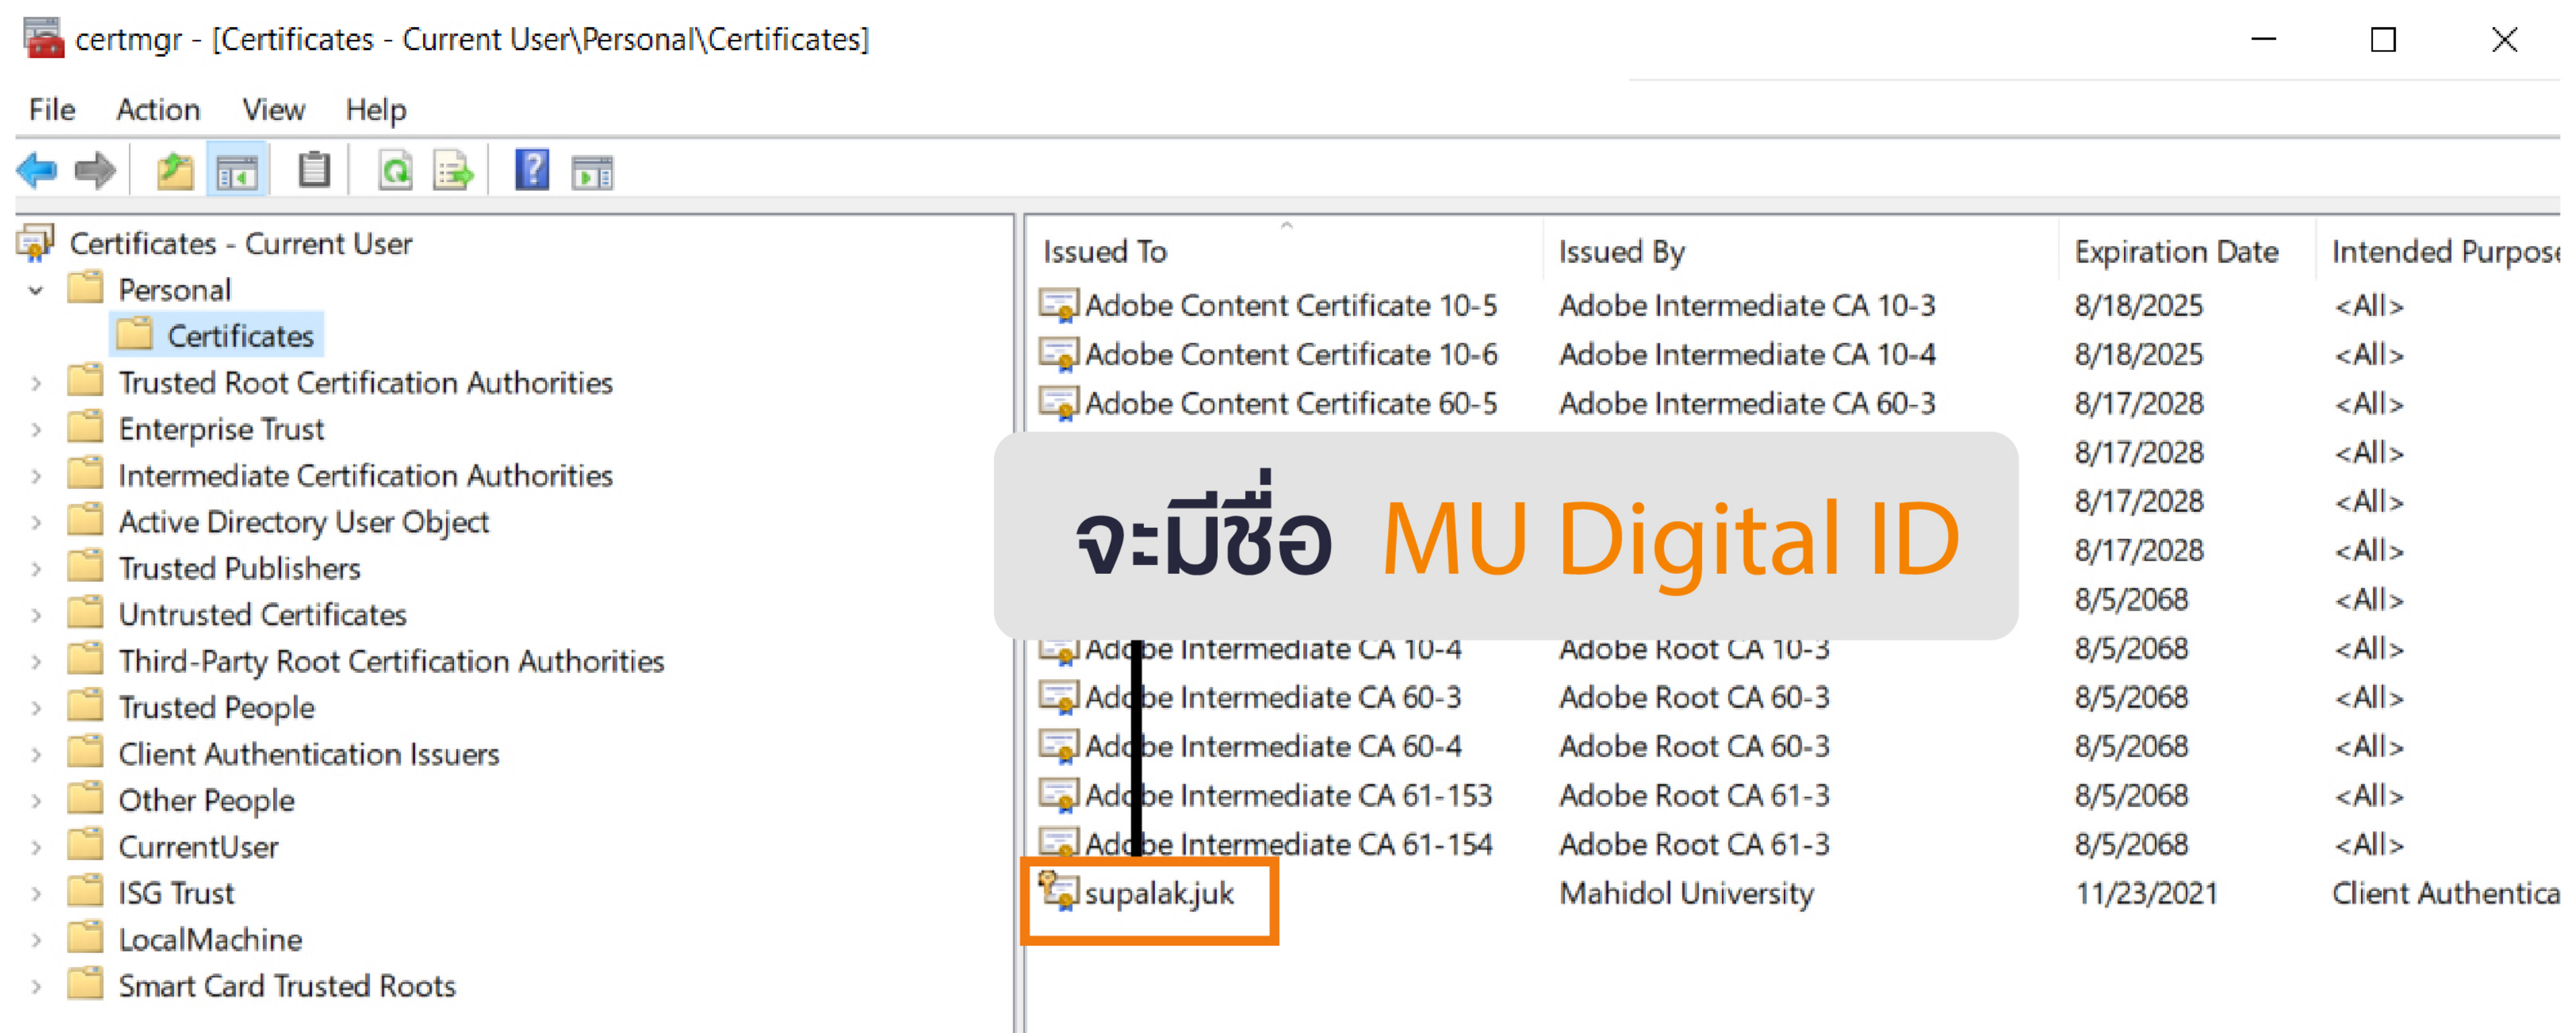 certmgr - [Certificates - Current User\Personal\Certificates]
File Action View Help
Certificates - Current User
Personal
Certificates
Trusted Root Certification Authorities
Enterprise Trust
Intermediate Certification Authorities
Active Directory User Object
Trusted Publishers
Untrusted Certificates
Third-Party Root Certification Authorities
Trusted People
Client Authentication Issuers
Other People
CurrentUser
ISG Trust
LocalMachine
Smart Card Trusted Roots
Issued To Issued By Expiration Date Intended Purpose
Adobe Content Certificate 10-5 Adobe Intermediate CA 10-3 8/18/2025 <All>
Adobe Content Certificate 10-6 Adobe Intermediate CA 10-4 8/18/2025 <All>
Adobe Content Certificate 60-5 Adobe Intermediate CA 60-3 8/17/2028 <All>
8/17/2028 <All>
8/17/2028 <All>
จะมีชื่อ MU Digital ID
8/17/2028 <All>
8/5/2068 <All>
Adobe Intermediate CA 10-4 Adobe Root CA 10-3 8/5/2068 <All>
Adobe Intermediate CA 60-3 Adobe Root CA 60-3 8/5/2068 <All>
Adobe Intermediate CA 60-4 Adobe Root CA 60-3 8/5/2068 <All>
Adobe Intermediate CA 61-153 Adobe Root CA 61-3 8/5/2068 <All>
Adobe Intermediate CA 61-154 Adobe Root CA 61-3 8/5/2068 <All>
supalak.juk Mahidol University 11/23/2021 Client Authentica